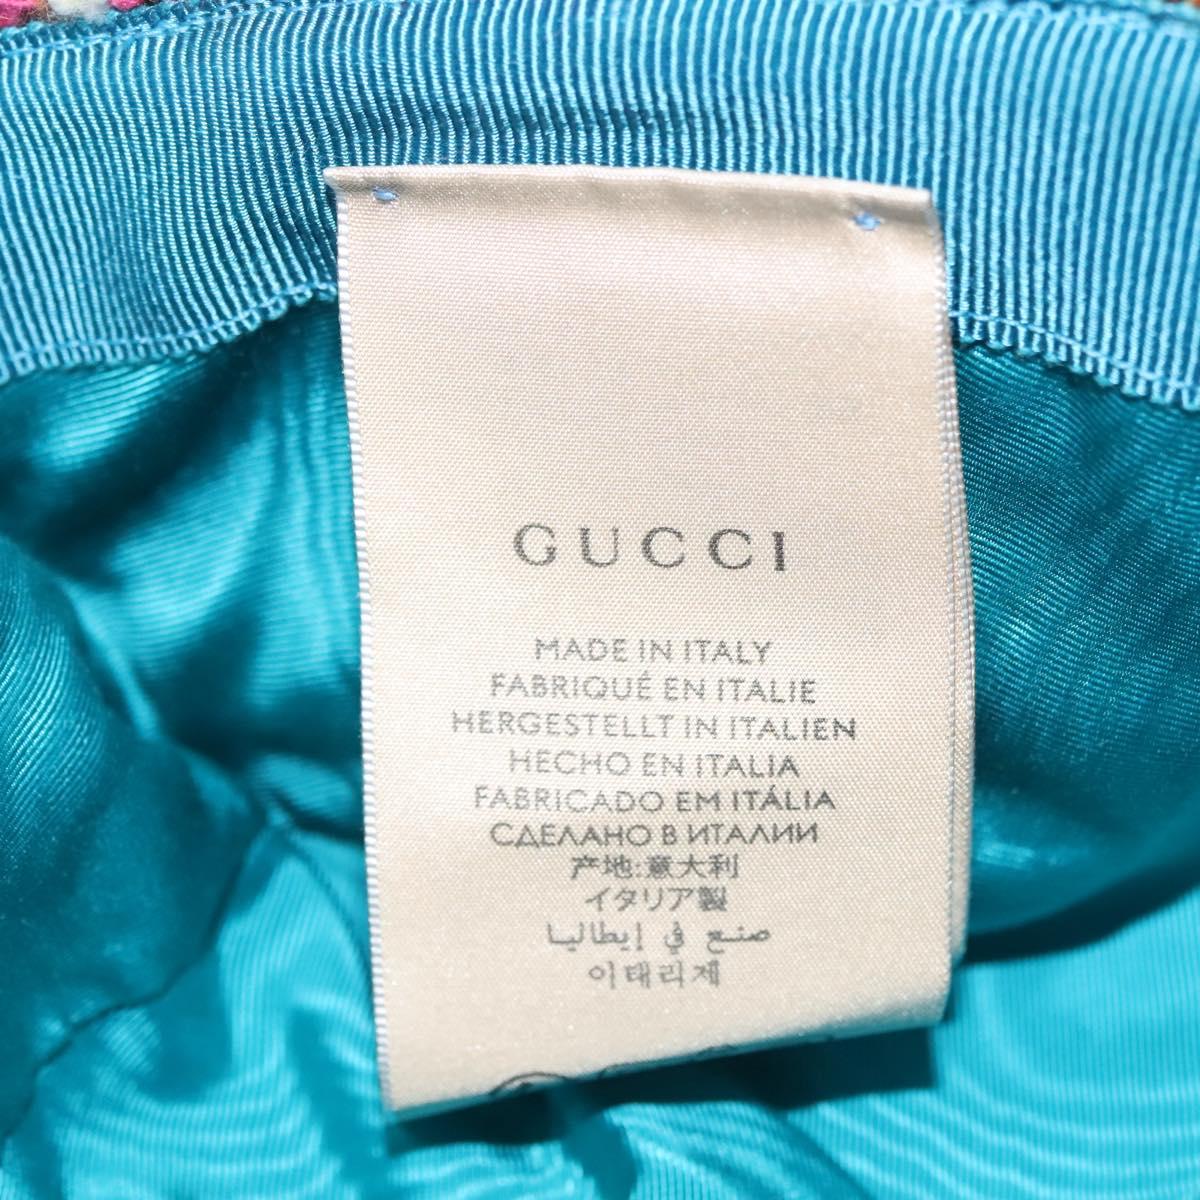 GUCCI
MADE IN ITALY
FABRIQUÉ EN ITALIE
HERGESTELLT IN ITALIEN
HECHO EN ITALIA
FABRICADO EM ITÁLIA
СДЕЛАНО В ИТАЛИИ
产地:意大利
イタリア製
صنع في إيطاليا
이태리제